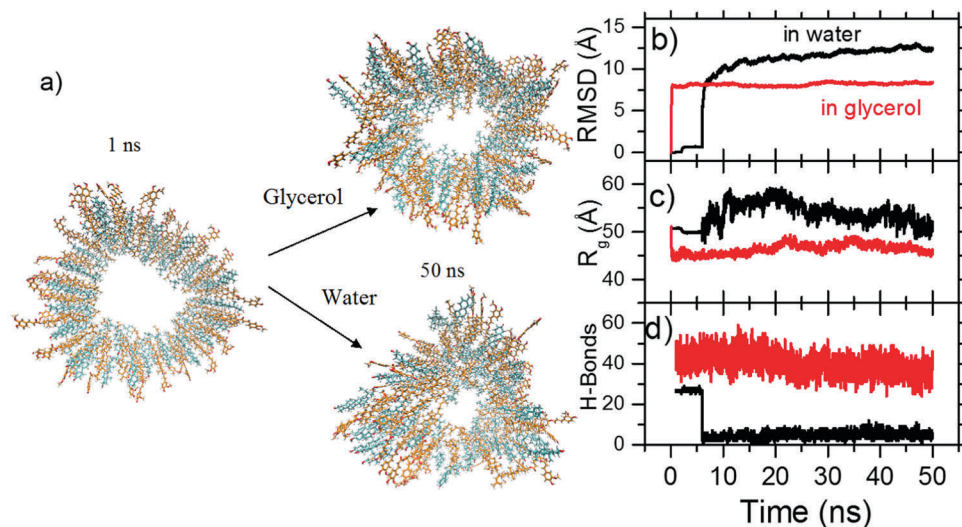 a)
1 ns
Glycerol
50 ns
Water
b)
in water
in glycerol
RMSD (Å)
15
10
5
0
c)
Rg (Å)
60
50
40
d)
H-Bonds
60
40
20
0
0 10 20 30 40 50
Time (ns)